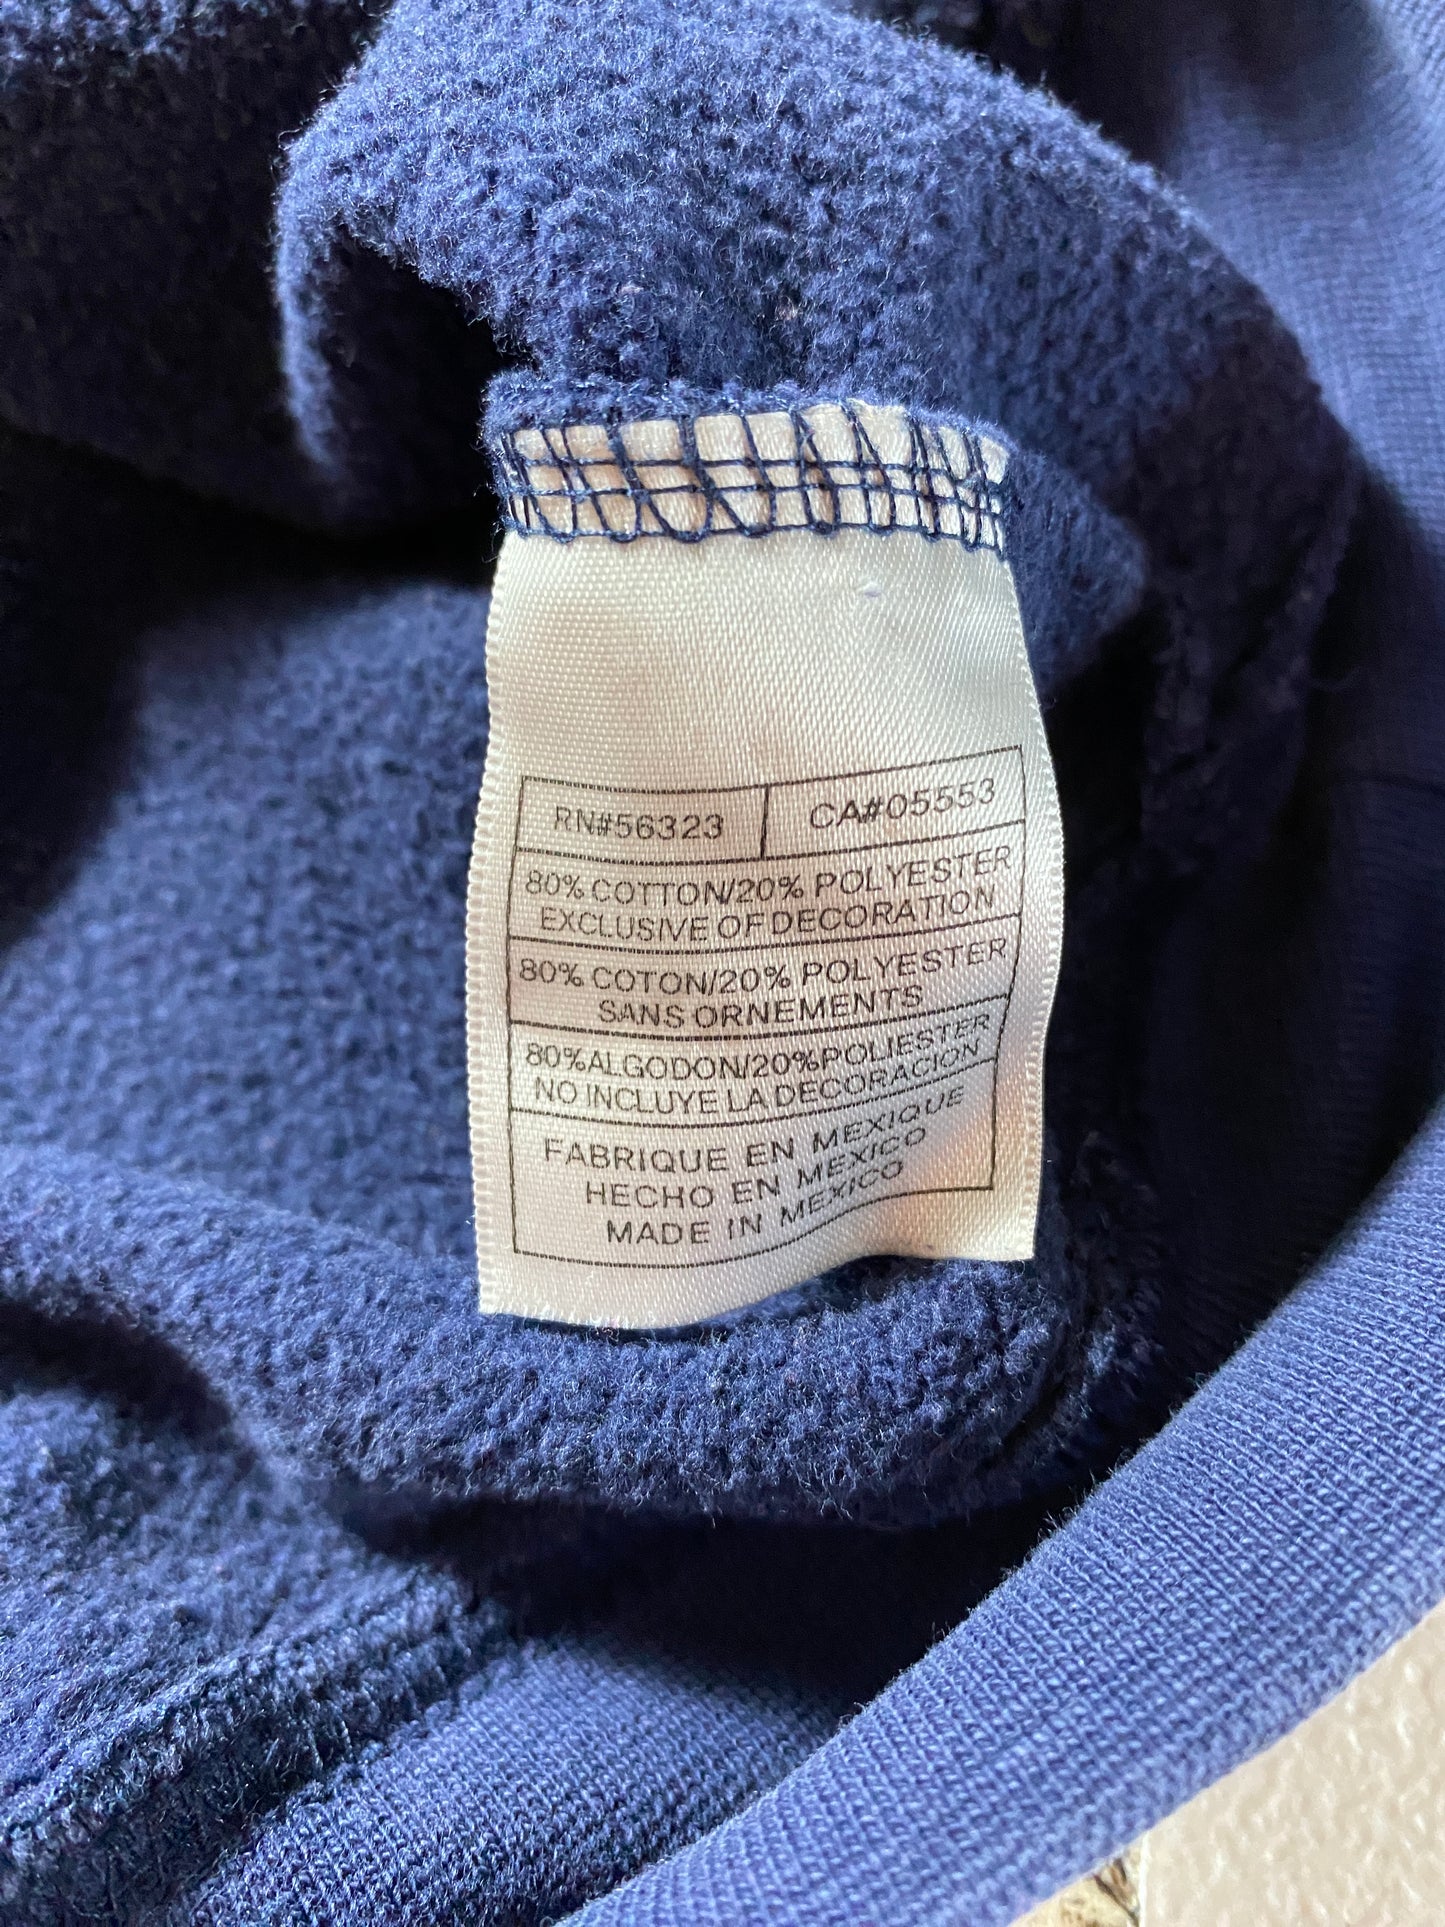 RN#56323 CA#05553
80% COTTON/20% POLYESTER
EXCLUSIVE OF DECORATION
80% COTON/20% POLYESTER
SANS ORNEMENTS
80% ALGODON/20% POLIESTER
NO INCLUYE LA DECORACION
FABRIQUE EN MEXIQUE
HECHO EN MEXICO
MADE IN MEXICO